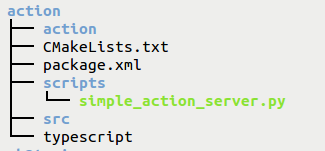 action
├── action
├── CMakeLists.txt
├── package.xml
├── scripts
│   └── simple_action_server.py
├── src
└── typescript